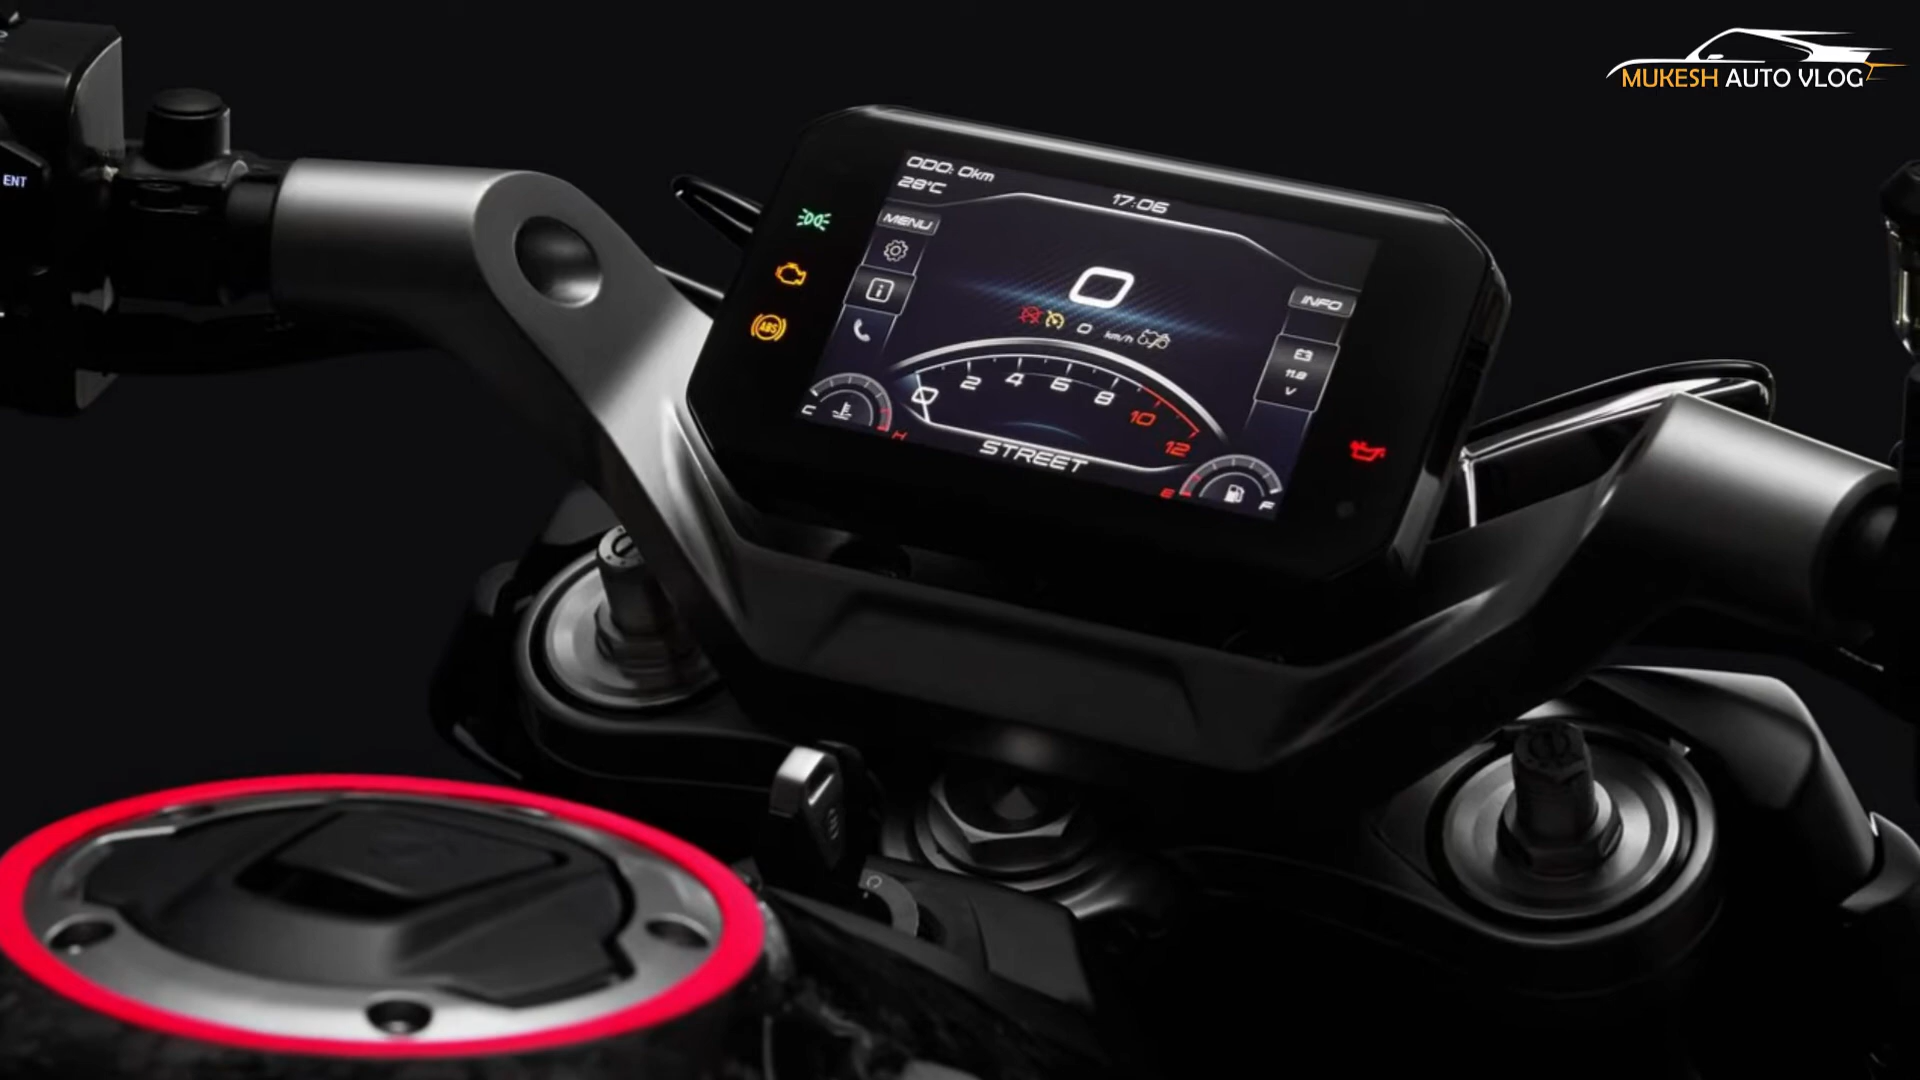 MUKESH AUTO VLOG
ENT
ODO: 0km
28°C
17:06
MENU
0
INFO
ABS
0 km/h
11.8
V
0 2 4 6 8 10 12
C
H
STREET
E
F